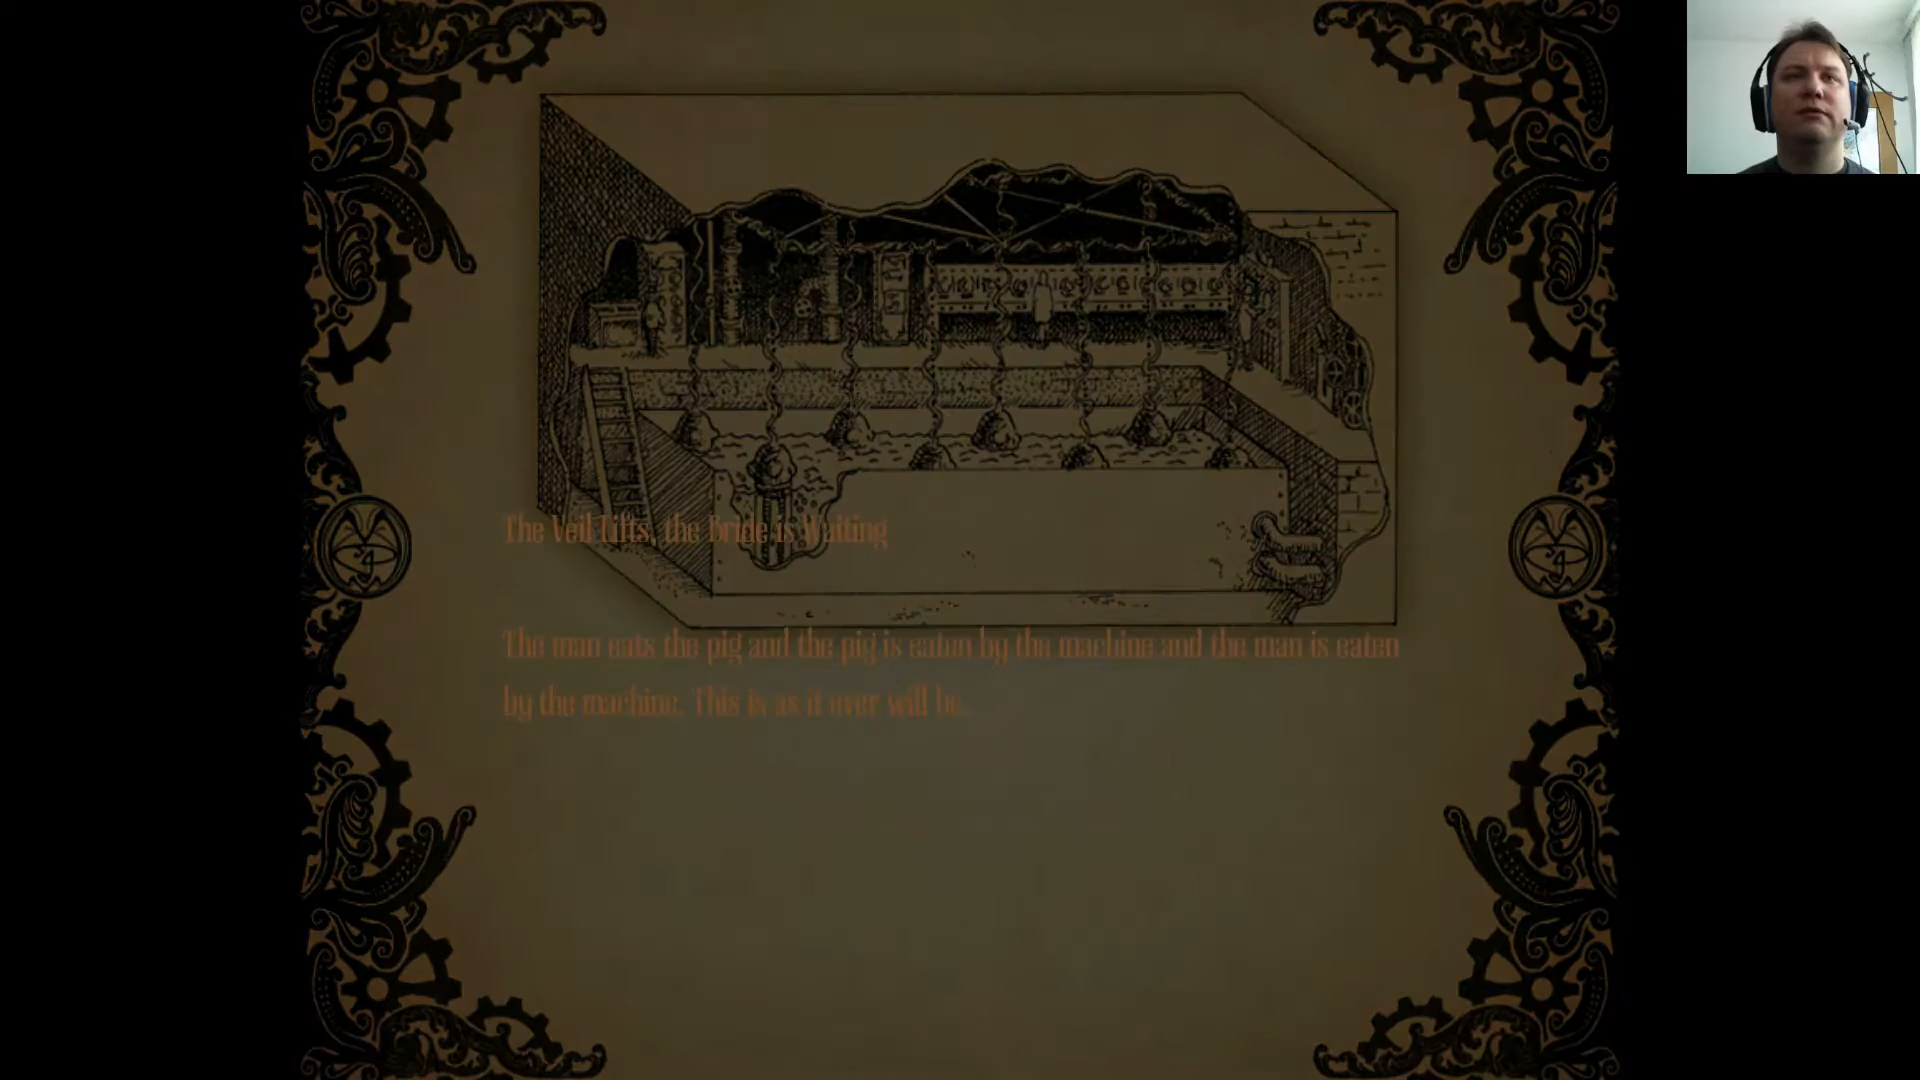 The Veil Lifts, the Bride is Waiting
The man eats the pig and the pig is eaten by the machine and the man is eaten
by the machine. This is as it ever will be.